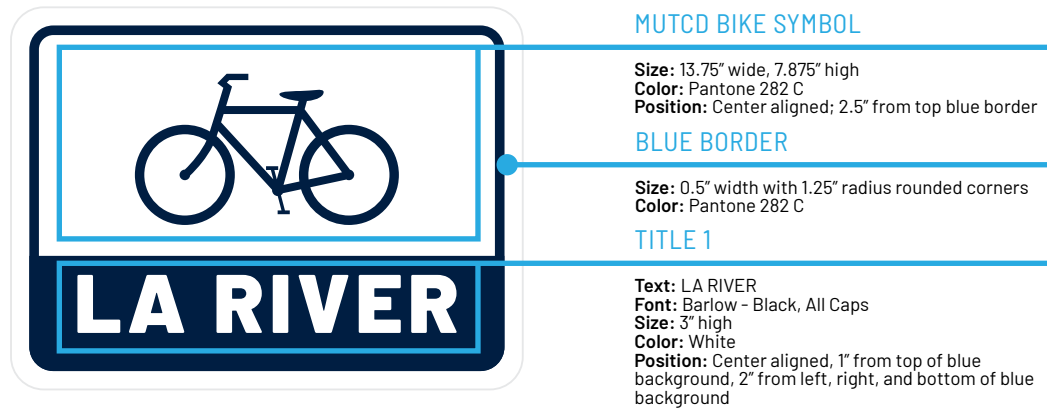 LA RIVER
MUTCD BIKE SYMBOL
Size: 13.75” wide, 7.875” high
Color: Pantone 282 C
Position: Center aligned; 2.5” from top blue border
BLUE BORDER
Size: 0.5” width with 1.25” radius rounded corners
Color: Pantone 282 C
TITLE 1
Text: LA RIVER
Font: Barlow - Black, All Caps
Size: 3” high
Color: White
Position: Center aligned, 1” from top of blue
background, 2” from left, right, and bottom of blue
background